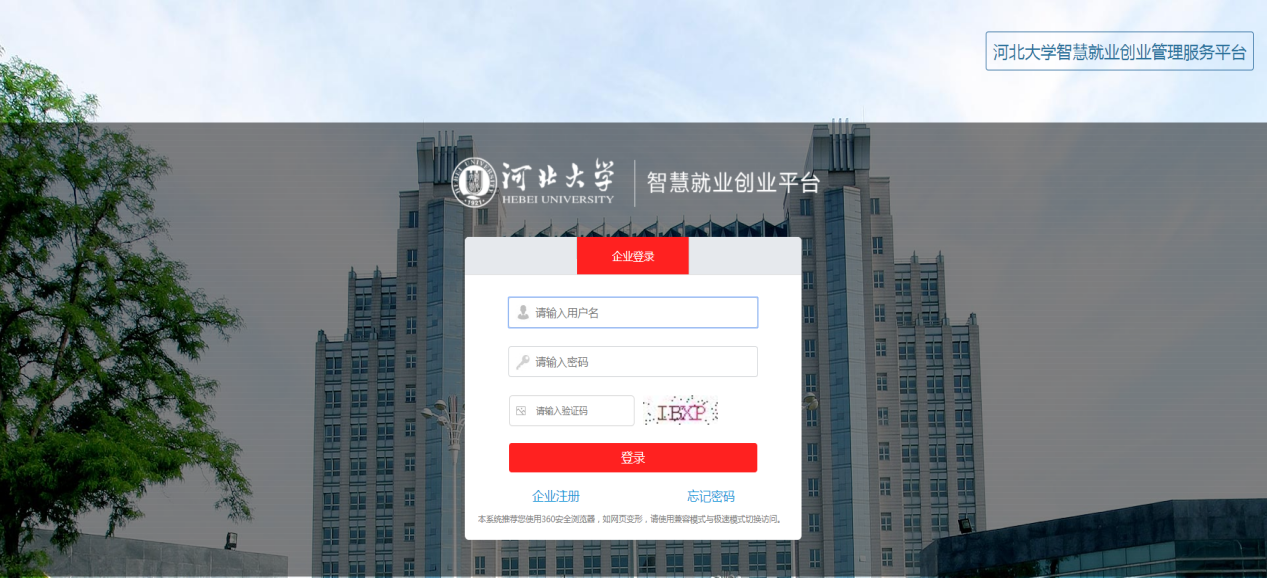 河北大学智慧就业创业管理服务平台
河北大学
HEBEI UNIVERSITY
1921
智慧就业创业平台
企业登录
请输入用户名
请输入密码
请输入验证码
IBXP
登录
企业注册
忘记密码
本系统推荐您使用360安全浏览器，如网页变形，请使用兼容模式与极速模式切换访问。